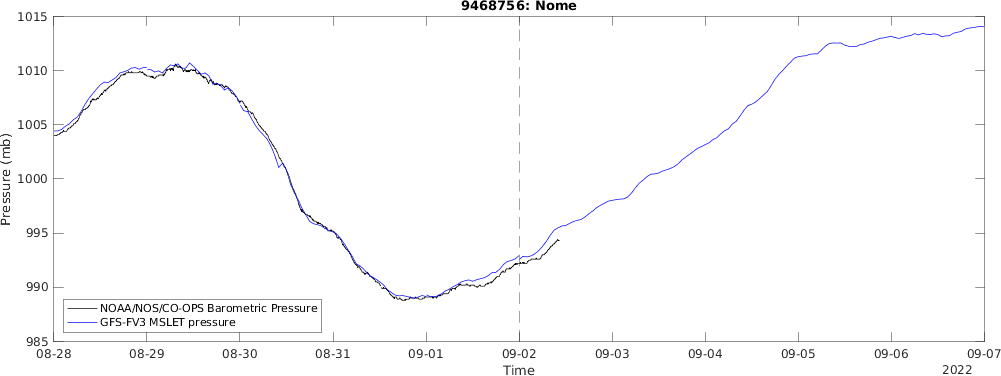 9468756: Nome
1015
1010
1005
1000
995
990
985
Pressure (mb)
NOAA/NOS/CO-OPS Barometric Pressure
GFS-FV3 MSLET pressure
08-28 08-29 08-30 08-31 09-01 09-02 09-03 09-04 09-05 09-06 09-07
Time
2022